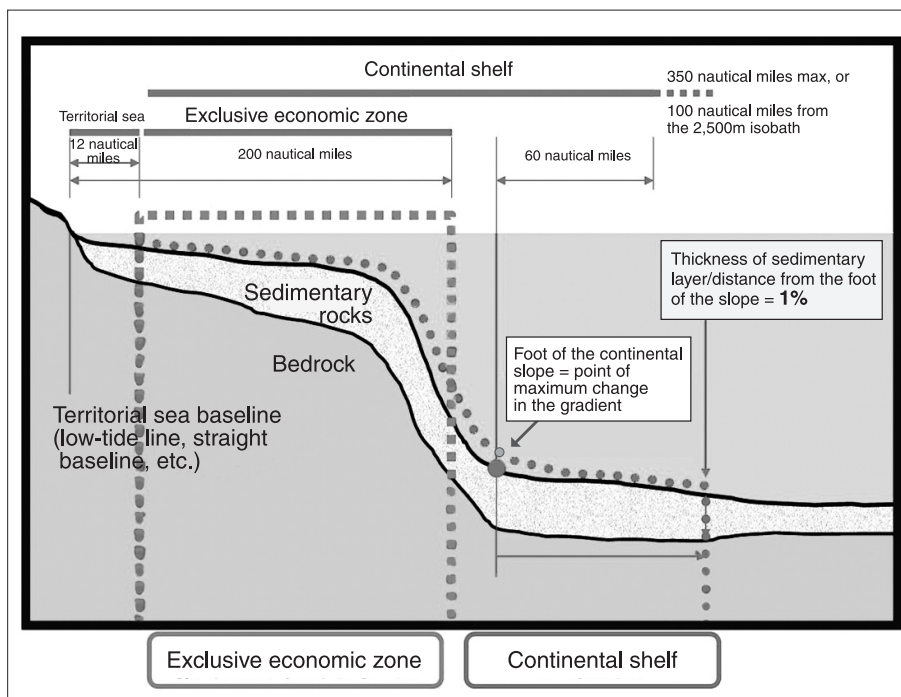 Continental shelf
350 nautical miles max, or
100 nautical miles from
the 2,500m isobath
Territorial sea
Exclusive economic zone
12 nautical
miles
200 nautical miles
60 nautical miles
Thickness of sedimentary
layer/distance from the foot
of the slope = 1%
Sedimentary
rocks
Bedrock
Foot of the continental
slope = point of
maximum change
in the gradient
Territorial sea baseline
(low-tide line, straight
baseline, etc.)
Exclusive economic zone
Continental shelf